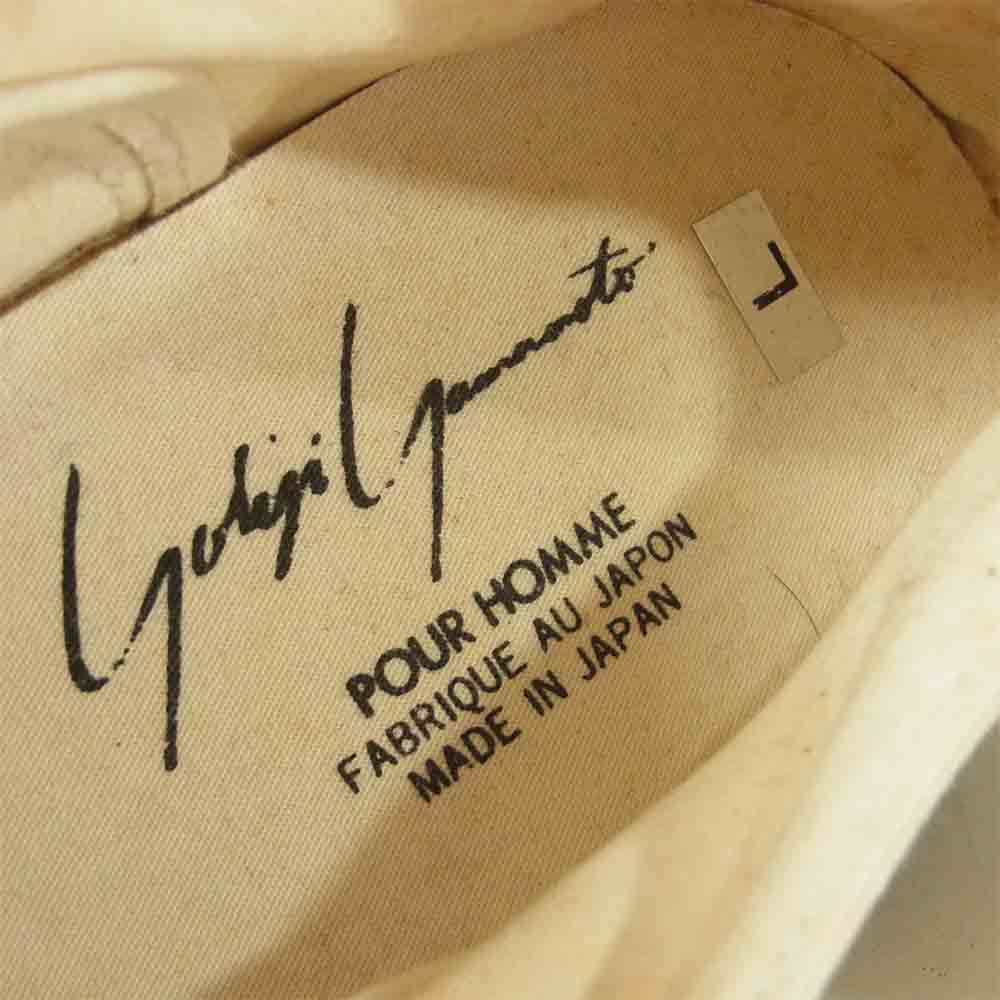 Yohji Yamamoto
POUR HOMME
FABRIQUE AU JAPON
MADE IN JAPAN
L